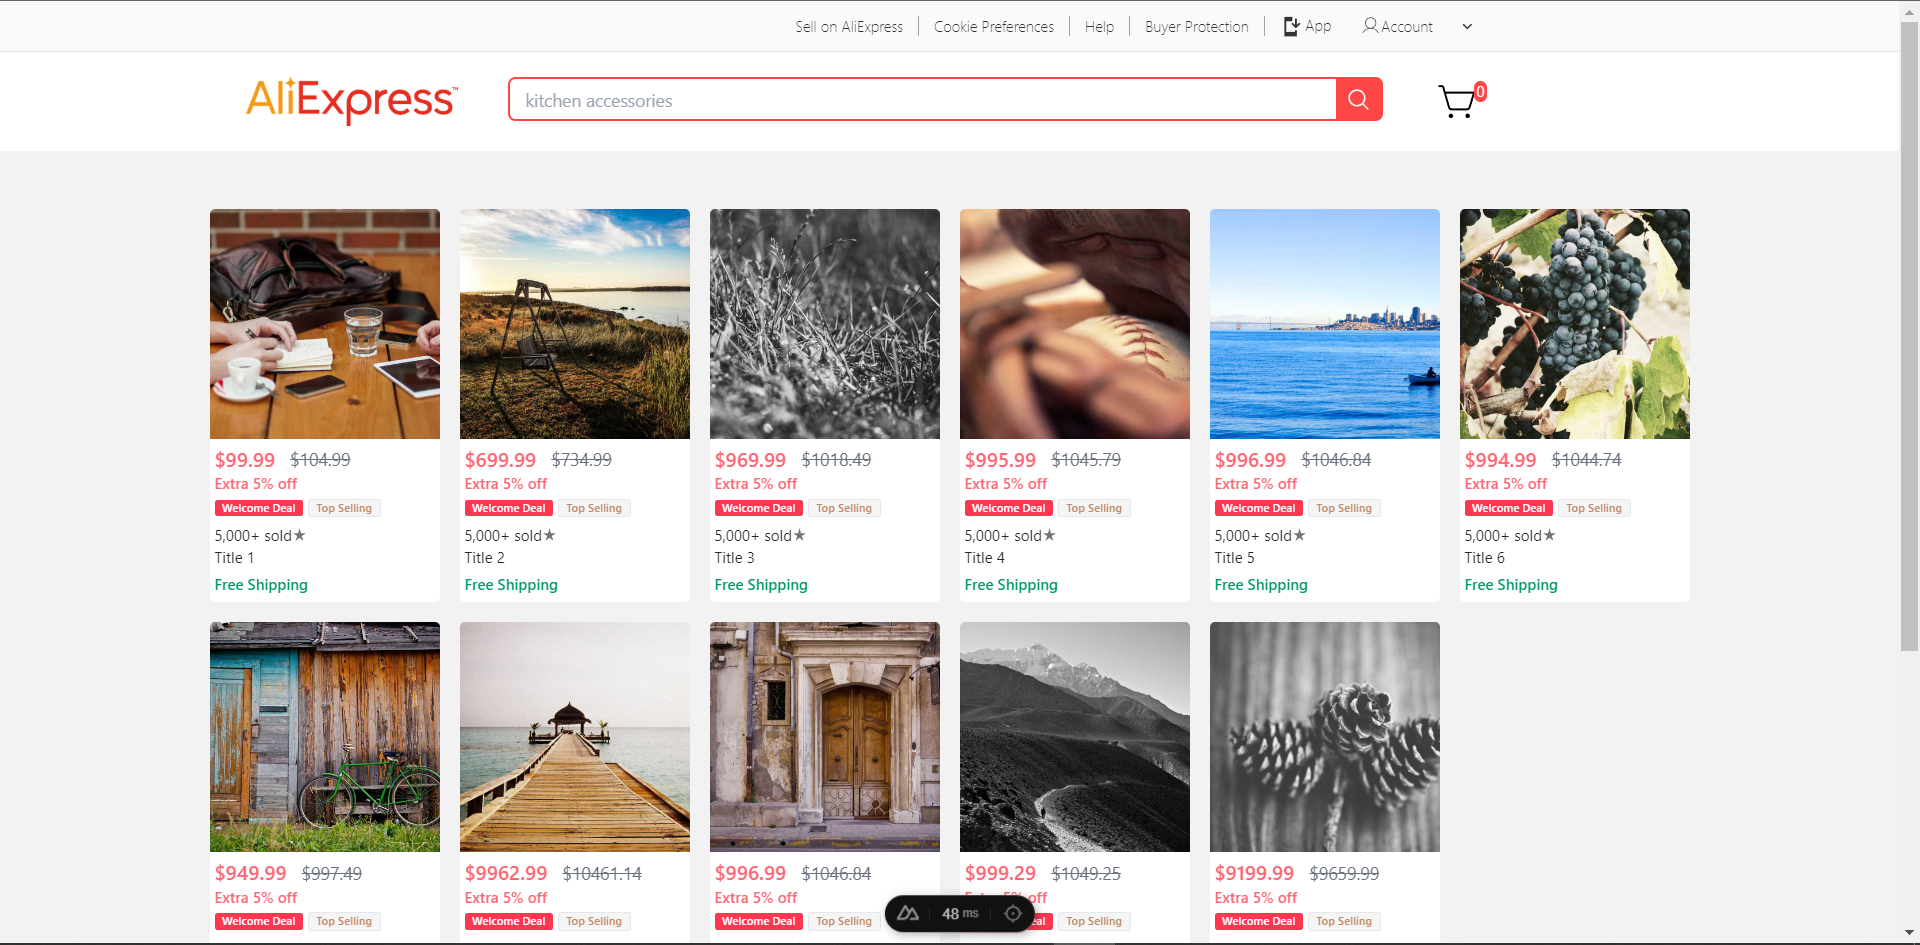 Sell on AliExpress
Cookie Preferences
Help
Buyer Protection
App
Account
AliExpress™
kitchen accessories
0
$99.99 $104.99
Extra 5% off
Welcome Deal Top Selling
5,000+ sold★
Title 1
Free Shipping
$699.99 $734.99
Extra 5% off
Welcome Deal Top Selling
5,000+ sold★
Title 2
Free Shipping
$969.99 $1018.49
Extra 5% off
Welcome Deal Top Selling
5,000+ sold★
Title 3
Free Shipping
$995.99 $1045.79
Extra 5% off
Welcome Deal Top Selling
5,000+ sold★
Title 4
Free Shipping
$996.99 $1046.84
Extra 5% off
Welcome Deal Top Selling
5,000+ sold★
Title 5
Free Shipping
$994.99 $1044.74
Extra 5% off
Welcome Deal Top Selling
5,000+ sold★
Title 6
Free Shipping
$949.99 $997.49
Extra 5% off
Welcome Deal Top Selling
$9962.99 $10461.14
Extra 5% off
Welcome Deal Top Selling
$996.99 $1046.84
Extra 5% off
Welcome Deal Top Selling
$999.29 $1049.25
off
Top Selling
$9199.99 $9659.99
Extra 5% off
Welcome Deal Top Selling
48 ms